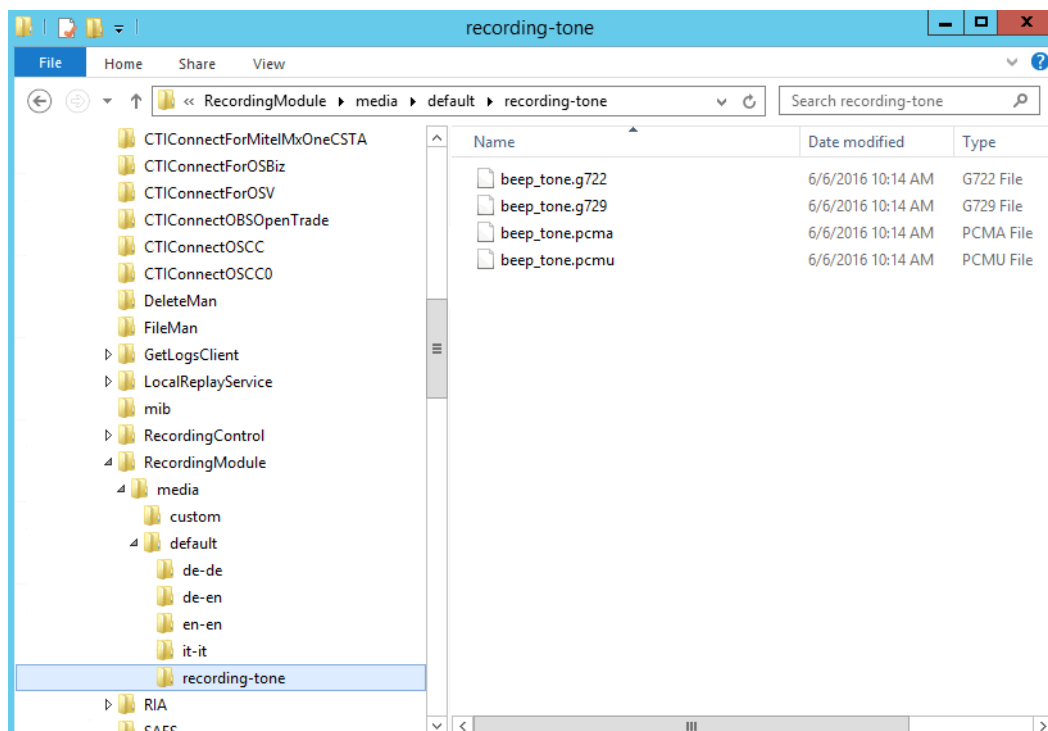 recording-tone
File Home Share View
« RecordingModule media default recording-tone Search recording-tone
CTIConnectForMitelMxOneCSTA
CTIConnectForOSBiz
CTIConnectForOSV
CTIConnectOBSOpenTrade
CTIConnectOSCC
CTIConnectOSCC0
DeleteMan
FileMan
GetLogsClient
LocalReplayService
mib
RecordingControl
RecordingModule
media
custom
default
de-de
de-en
en-en
it-it
recording-tone
RIA
Name Date modified Type
beep_tone.g722 6/6/2016 10:14 AM G722 File
beep_tone.g729 6/6/2016 10:14 AM G729 File
beep_tone.pcma 6/6/2016 10:14 AM PCMA File
beep_tone.pcmu 6/6/2016 10:14 AM PCMU File